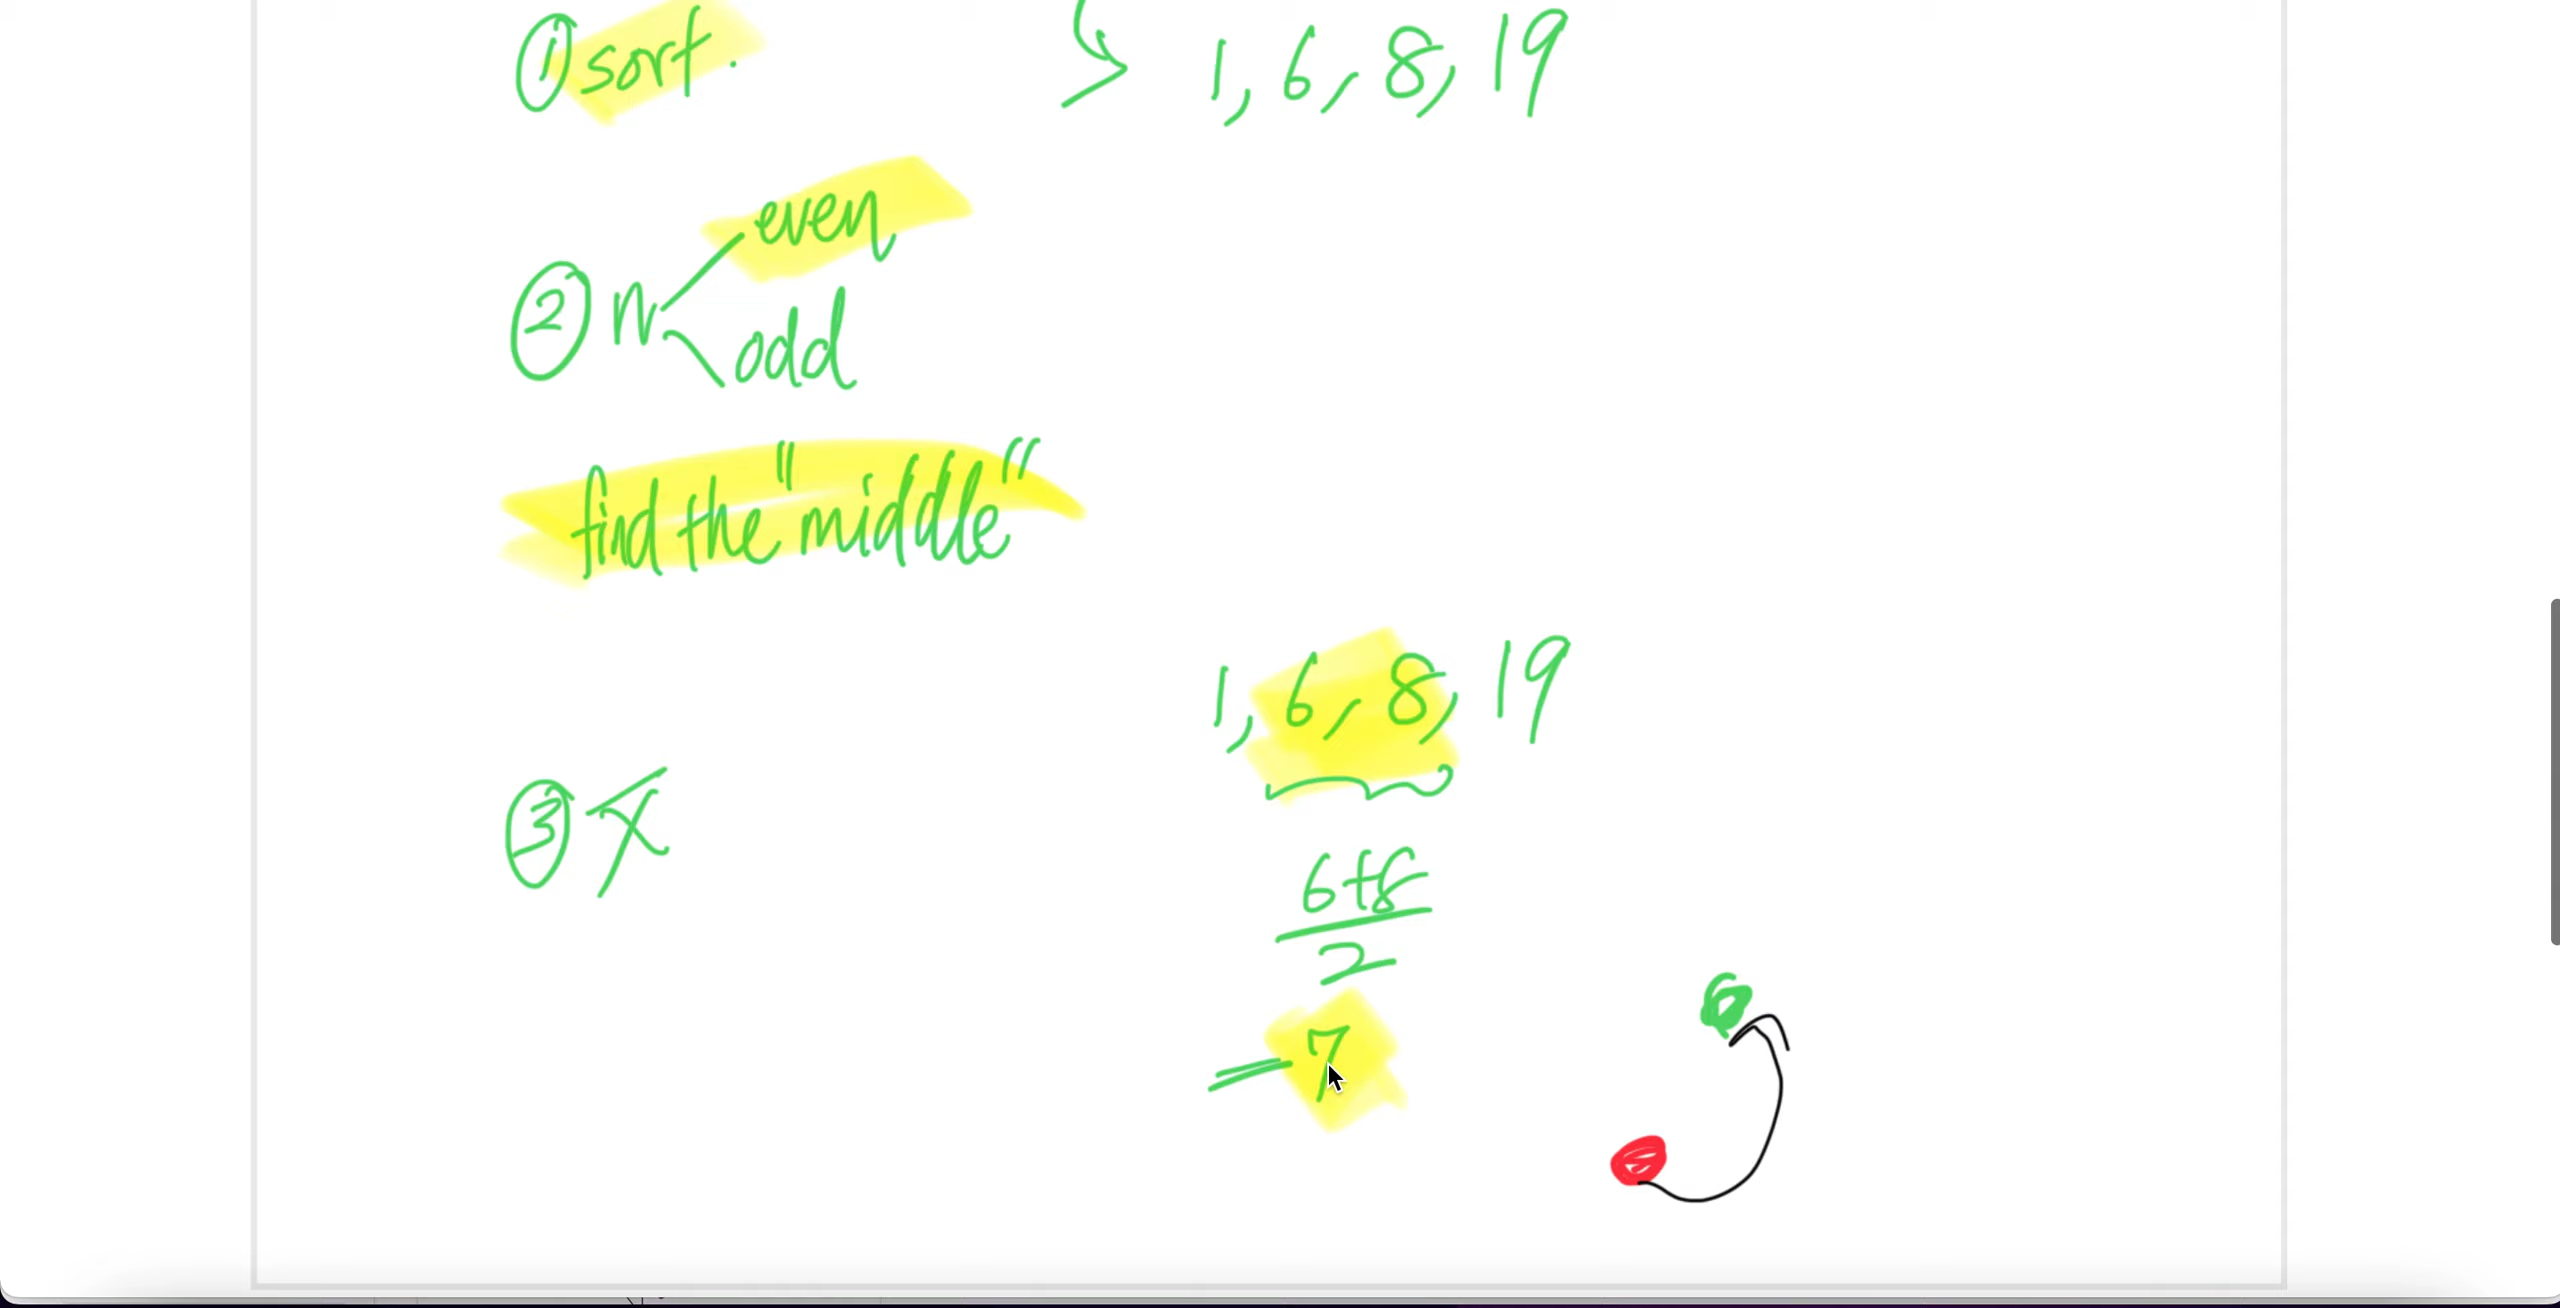 ① sort.
1, 6, 8, 19
② n
even
odd
find the "middle"
1, 6, 8, 19
③ x̄
6+8
2
= 7